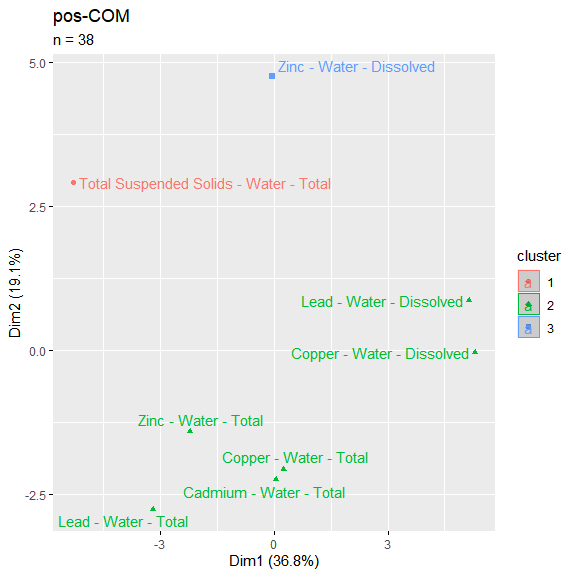 pos-COM
n = 38
5.0
2.5
0.0
-2.5
Dim2 (19.1%)
Zinc - Water - Dissolved
Total Suspended Solids - Water - Total
Lead - Water - Dissolved
Copper - Water - Dissolved
Zinc - Water - Total
Copper - Water - Total
Cadmium - Water - Total
Lead - Water - Total
-3
0
3
Dim1 (36.8%)
cluster
1
2
3